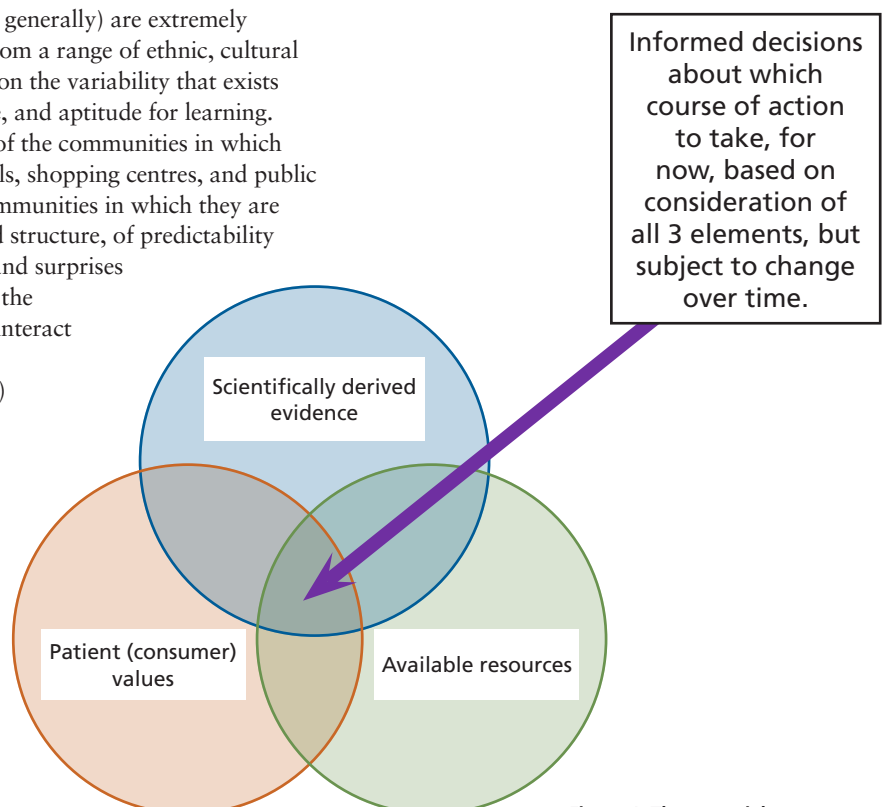 generally) are extremely
om a range of ethnic, cultural
on the variability that exists
, and aptitude for learning.
of the communities in which
ls, shopping centres, and public
mmunities in which they are
structure, of predictability
nd surprises
the
nteract
)
Informed decisions
about which
course of action
to take, for
now, based on
consideration of
all 3 elements, but
subject to change
over time.
Scientifically derived
evidence
Patient (consumer)
values
Available resources